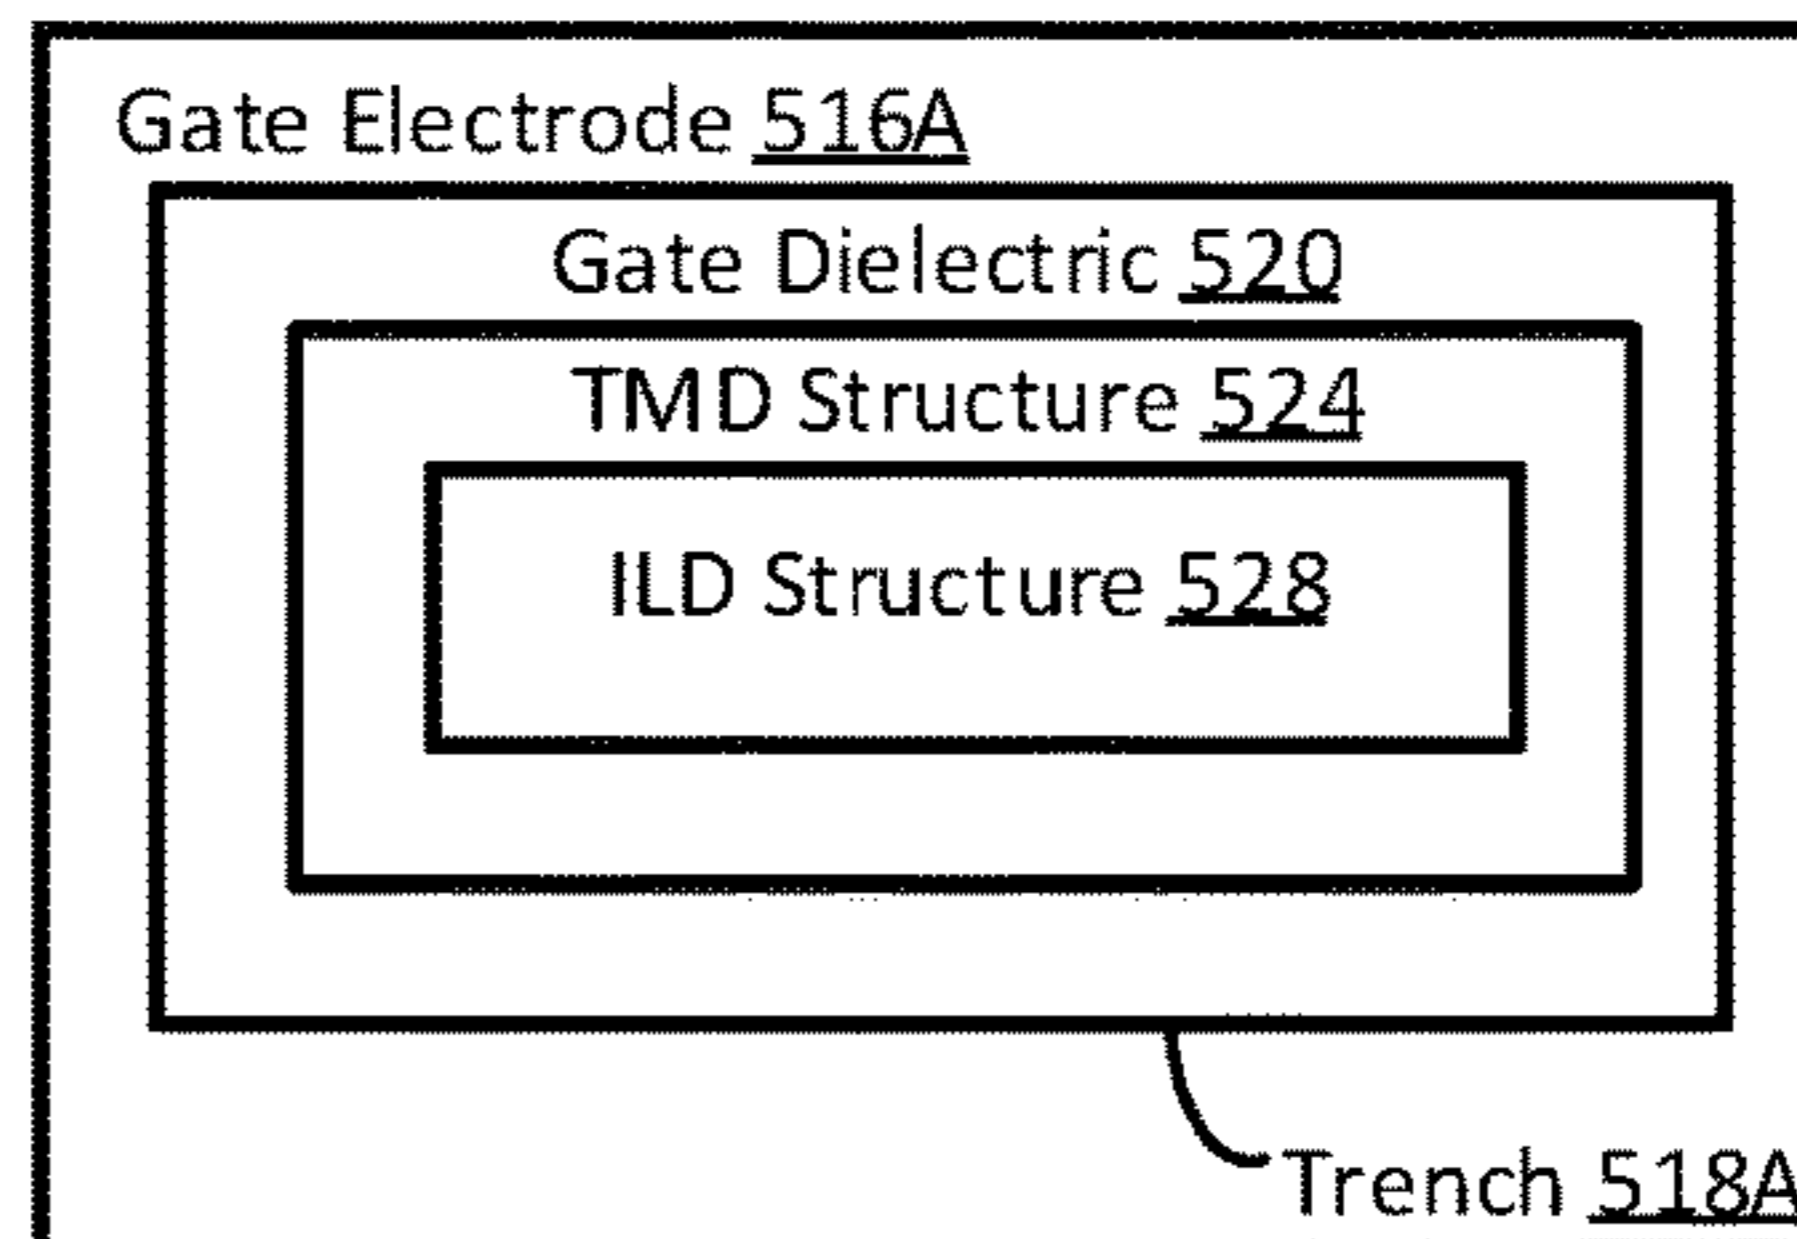 Gate Electrode 516A
Gate Dielectric 520
TMD Structure 524
ILD Structure 528
Trench 518A